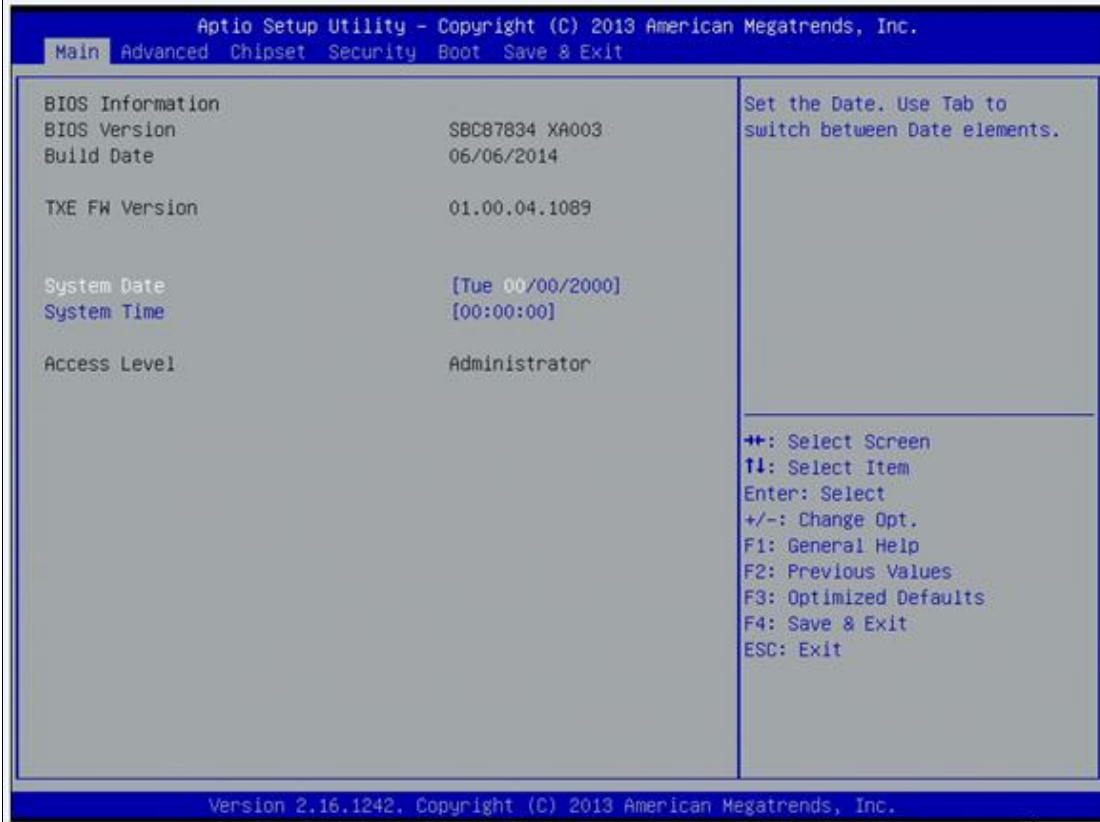 Aptio Setup Utility – Copyright (C) 2013 American Megatrends, Inc.
Main Advanced Chipset Security Boot Save & Exit
BIOS Information
BIOS Version SBC87834 XA003
Build Date 06/06/2014
TXE FW Version 01.00.04.1089
System Date [Tue 00/00/2000]
System Time [00:00:00]
Access Level Administrator
Set the Date. Use Tab to
switch between Date elements.
→←: Select Screen
↑↓: Select Item
Enter: Select
+/-: Change Opt.
F1: General Help
F2: Previous Values
F3: Optimized Defaults
F4: Save & Exit
ESC: Exit
Version 2.16.1242. Copyright (C) 2013 American Megatrends, Inc.